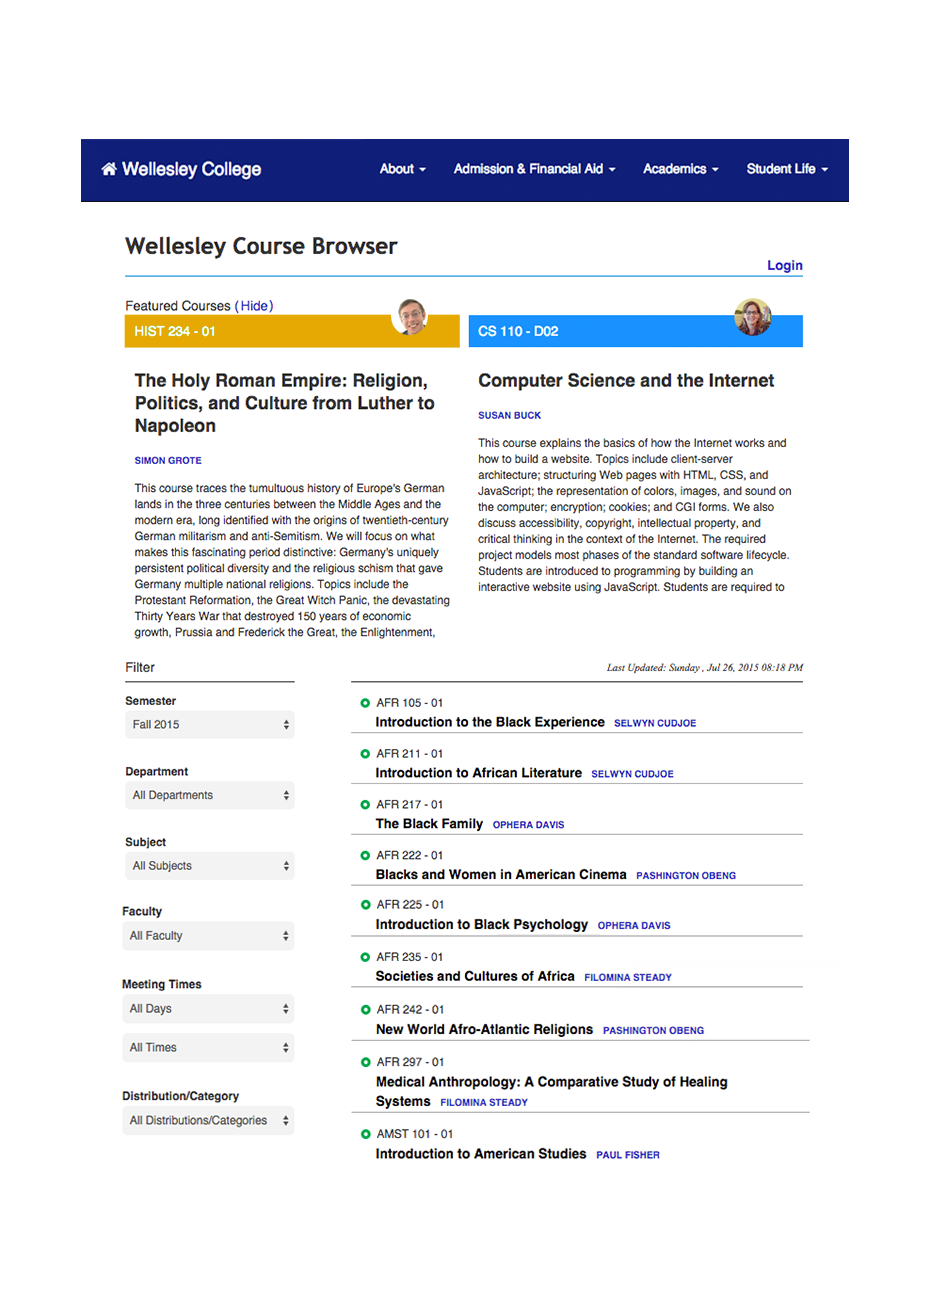 Wellesley College
About
Admission & Financial Aid
Academics
Student Life
Wellesley Course Browser
Login
Featured Courses (Hide)
HIST 234 - 01
The Holy Roman Empire: Religion,
Politics, and Culture from Luther to
Napoleon
SIMON GROTE
This course traces the tumultuous history of Europe's German
lands in the three centuries between the Middle Ages and the
modern era, long identified with the origins of twentieth-century
German militarism and anti-Semitism. We will focus on what
makes this fascinating period distinctive: Germany's uniquely
persistent political diversity and the religious schism that gave
Germany multiple national religions. Topics include the
Protestant Reformation, the Great Witch Panic, the devastating
Thirty Years War that destroyed 150 years of economic
growth, Prussia and Frederick the Great, the Enlightenment,
CS 110 - D02
Computer Science and the Internet
SUSAN BUCK
This course explains the basics of how the Internet works and
how to build a website. Topics include client-server
architecture; structuring Web pages with HTML, CSS, and
JavaScript; the representation of colors, images, and sound on
the computer; encryption; cookies; and CGI forms. We also
discuss accessibility, copyright, intellectual property, and
critical thinking in the context of the Internet. The required
project models most phases of the standard software lifecycle.
Students are introduced to programming by building an
interactive website using JavaScript. Students are required to
Filter
Semester
Fall 2015
Department
All Departments
Subject
All Subjects
Faculty
All Faculty
Meeting Times
All Days
All Times
Distribution/Category
All Distributions/Categories
Last Updated: Sunday , Jul 26, 2015 08:18 PM
AFR 105 - 01
Introduction to the Black Experience SELWYN CUDJOE
AFR 211 - 01
Introduction to African Literature SELWYN CUDJOE
AFR 217 - 01
The Black Family OPHERA DAVIS
AFR 222 - 01
Blacks and Women in American Cinema PASHINGTON OBENG
AFR 225 - 01
Introduction to Black Psychology OPHERA DAVIS
AFR 235 - 01
Societies and Cultures of Africa FILOMINA STEADY
AFR 242 - 01
New World Afro-Atlantic Religions PASHINGTON OBENG
AFR 297 - 01
Medical Anthropology: A Comparative Study of Healing
Systems FILOMINA STEADY
AMST 101 - 01
Introduction to American Studies PAUL FISHER